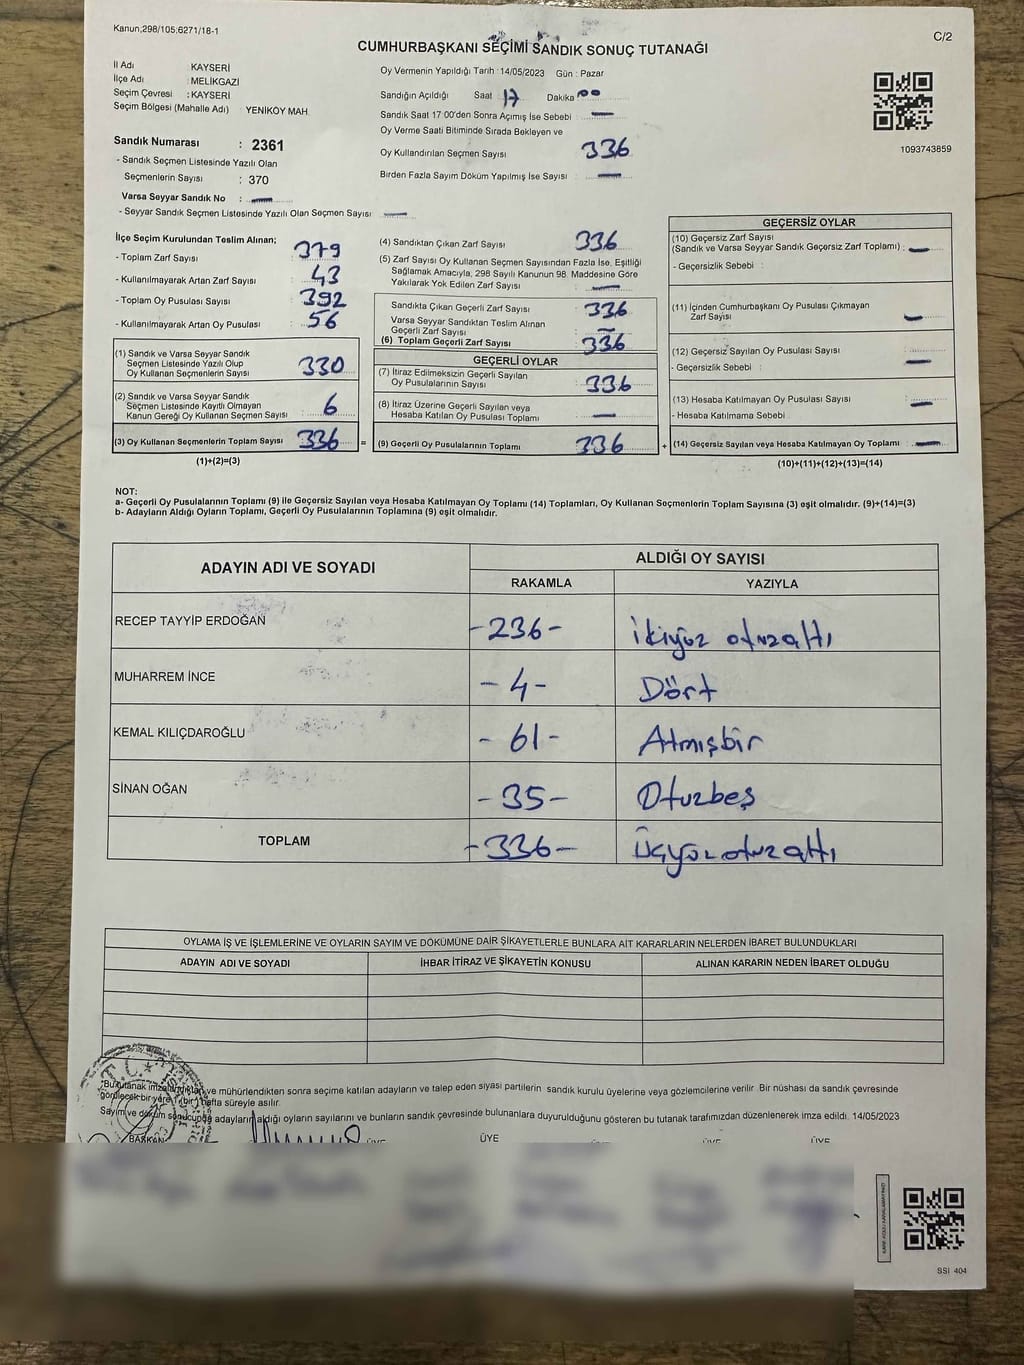 Kanun,298/105,6271/18-1
C/2
CUMHURBAŞKANI SEÇİMİ SANDIK SONUÇ TUTANAĞI
İl Adı : KAYSERİ
İlçe Adı : MELİKGAZİ
Seçim Çevresi : KAYSERİ
Seçim Bölgesi (Mahalle Adı) YENİKÖY MAH.
Sandık Numarası : 2361
- Sandık Seçmen Listesinde Yazılı Olan
Seçmenlerin Sayısı : 370
Varsa Seyyar Sandık No : —
- Seyyar Sandık Seçmen Listesinde Yazılı Olan Seçmen Sayısı: —
Oy Vermenin Yapıldığı Tarih : 14/05/2023 Gün : Pazar
Sandığın Açıldığı Saat 17 Dakika : 00
Sandık Saat 17 00'den Sonra Açımış İse Sebebi : —
Oy Verme Saati Bitiminde Sırada Bekleyen ve
Oy Kullandırılan Seçmen Sayısı : 336
Birden Fazla Sayım Döküm Yapılmış İse Sayısı : —
1093743859
İlçe Seçim Kurulundan Teslim Alınan;
- Toplam Zarf Sayısı : 379
- Kullanılmayarak Artan Zarf Sayısı : 43
- Toplam Oy Pusulası Sayısı : 392
- Kullanılmayarak Artan Oy Pusulası : 56
(1) Sandık ve Varsa Seyyar Sandık
Seçmen Listesinde Yazılı Olup
Oy Kullanan Seçmenlerin Sayısı : 330
(2) Sandık ve Varsa Seyyar Sandık
Seçmen Listesinde Kayıtlı Olmayan
Kanun Gereği Oy Kullanan Seçmen Sayısı : 6
(3) Oy Kullanan Seçmenlerin Toplam Sayısı : 336 =
(1)+(2)=(3)
(4) Sandıktan Çıkan Zarf Sayısı : 336
(5) Zarf Sayısı Oy Kullanan Seçmen Sayısından Fazla İse, Eşitliği
Sağlamak Amacıyla, 298 Sayılı Kanunun 98. Maddesine Göre
Yakılarak Yok Edilen Zarf Sayısı : —
Sandıkta Çıkan Geçerli Zarf Sayısı : 336
Varsa Seyyar Sandıktan Teslim Alınan
Geçerli Zarf Sayısı : —
(6) Toplam Geçerli Zarf Sayısı : 336
GEÇERLİ OYLAR
(7) İtiraz Edilmeksizin Geçerli Sayılan
Oy Pusulalarının Sayısı : 336
(8) İtiraz Üzerine Geçerli Sayılan veya
Hesaba Katılan Oy Pusulası Toplamı : —
(9) Geçerli Oy Pusulalarının Toplamı : 336 +
GEÇERSİZ OYLAR
(10) Geçersiz Zarf Sayısı
(Sandık ve Varsa Seyyar Sandık Geçersiz Zarf Toplamı) : —
- Geçersizlik Sebebi :
(11) İçinden Cumhurbaşkanı Oy Pusulası Çıkmayan
Zarf Sayısı : —
(12) Geçersiz Sayılan Oy Pusulası Sayısı : —
- Geçersizlik Sebebi :
(13) Hesaba Katılmayan Oy Pusulası Sayısı : —
- Hesaba Katılmama Sebebi :
(14) Geçersiz Sayılan veya Hesaba Katılmayan Oy Toplamı : —
(10)+(11)+(12)+(13)=(14)
NOT:
a- Geçerli Oy Pusulalarının Toplamı (9) ile Geçersiz Sayılan veya Hesaba Katılmayan Oy Toplamı (14) Toplamları, Oy Kullanan Seçmenlerin Toplam Sayısına (3) eşit olmalıdır. (9)+(14)=(3)
b- Adayların Aldığı Oyların Toplamı, Geçerli Oy Pusulalarının Toplamına (9) eşit olmalıdır.
ADAYIN ADI VE SOYADI ALDIĞI OY SAYISI
RAKAMLA YAZIYLA
RECEP TAYYİP ERDOĞAN -236- ikiyüz otuzaltı
MUHARREM İNCE -4- Dört
KEMAL KILIÇDAROĞLU -61- Atmışbir
SİNAN OĞAN -35- Otuzbeş
TOPLAM -336- Üçyüz otuz altı
OYLAMA İŞ VE İŞLEMLERİNE VE OYLARIN SAYIM VE DÖKÜMÜNE DAİR ŞİKAYETLERLE BUNLARA AİT KARARLARIN NELERDEN İBARET BULUNDUKLARI
ADAYIN ADI VE SOYADI İHBAR İTİRAZ VE ŞİKAYETİN KONUSU ALINAN KARARIN NEDEN İBARET OLDUĞU
"Bu tutanak imzalandıktan ve mühürlendikten sonra seçime katılan adayların ve talep eden siyasi partilerin sandık kurulu üyelerine veya gözlemcilerine verilir. Bir nüshası da sandık çevresinde
görülecek bir yere 1 (bir) hafta süreyle asılır.
Sayım ve döküm sonucunda adayların aldığı oyların sayılarını ve bunların sandık çevresinde bulunanlara duyurulduğunu gösteren bu tutanak tarafımızdan düzenlenerek imza edildi. 14/05/2023
T.C.
BAŞKAN ÜYE ÜYE ÜYE ÜYE ÜYE
SSİ 404